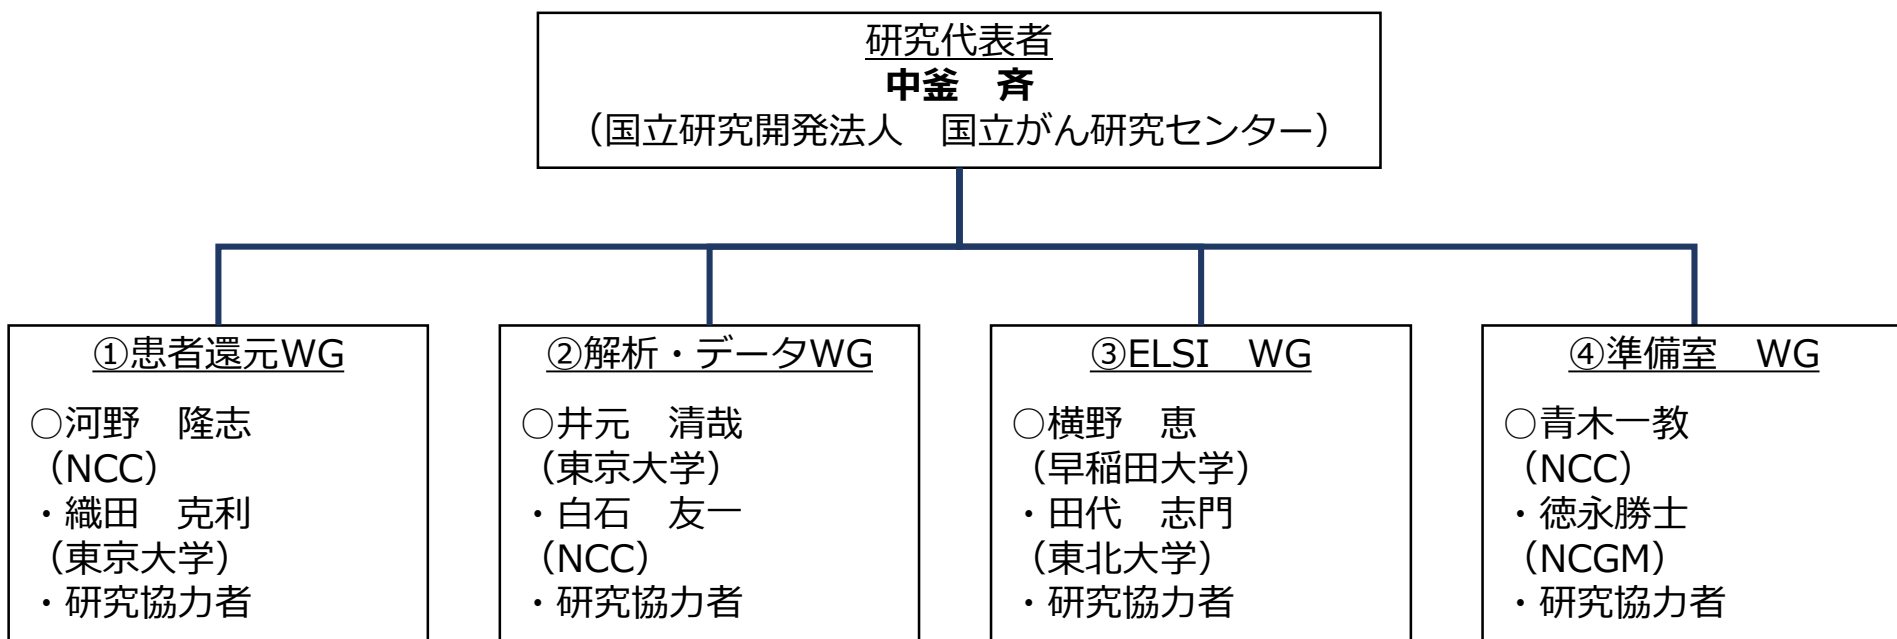 研究代表者
中釜　斉
（国立研究開発法人　国立がん研究センター）
①患者還元WG
○河野　隆志
（NCC）
・織田　克利
（東京大学）
・研究協力者
②解析・データWG
○井元　清哉
（東京大学）
・白石　友一
（NCC）
・研究協力者
③ELSI　WG
○横野　恵
（早稲田大学）
・田代　志門
（東北大学）
・研究協力者
④準備室　WG
○青木一教
（NCC）
・徳永勝士
（NCGM）
・研究協力者